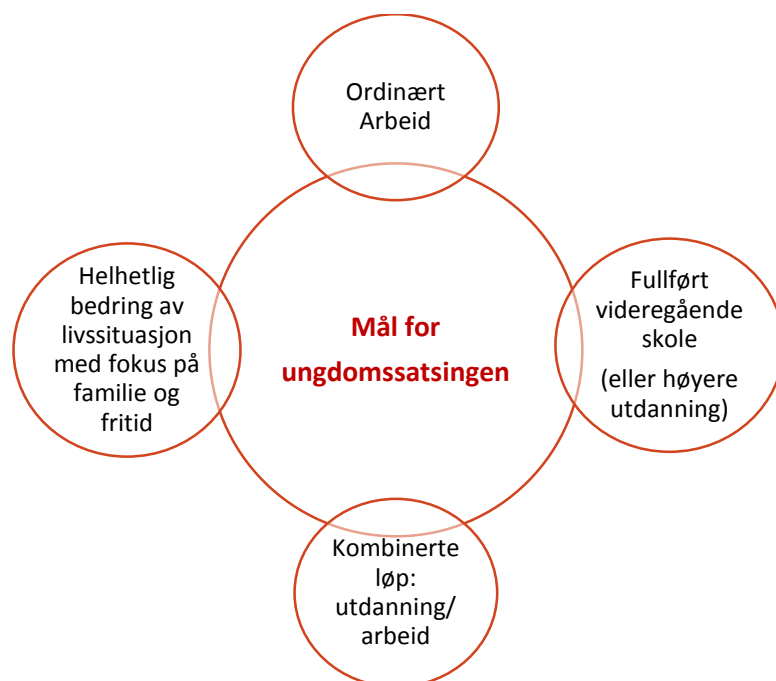 Ordinært
Arbeid
Helhetlig
bedring av
livssituasjon
med fokus på
familie og
fritid
Mål for
ungdomssatsingen
Fullført
videregående
skole
(eller høyere
utdanning)
Kombinerte
løp:
utdanning/
arbeid